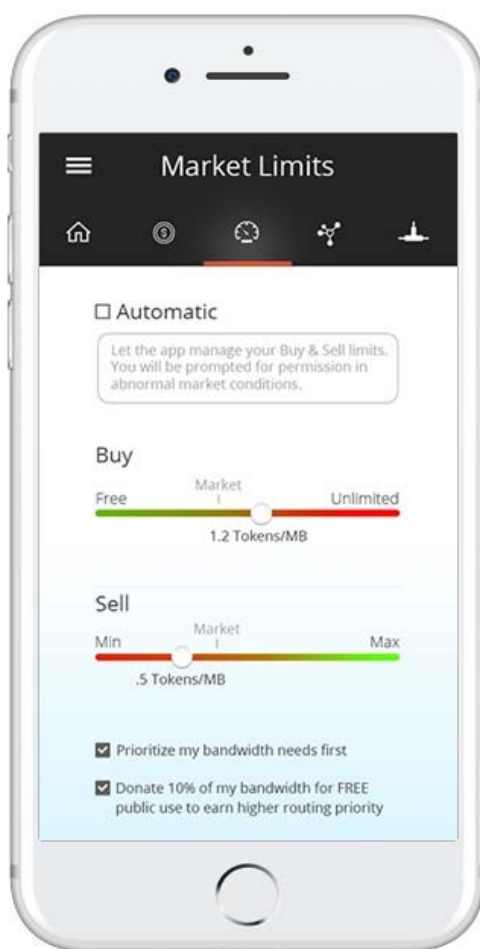 Market Limits
Automatic
Let the app manage your Buy & Sell limits.
You will be prompted for permission in
abnormal market conditions.
Buy
Market
Free Unlimited
1.2 Tokens/MB
Sell
Market
Min Max
.5 Tokens/MB
Prioritize my bandwidth needs first
Donate 10% of my bandwidth for FREE
public use to earn higher routing priority